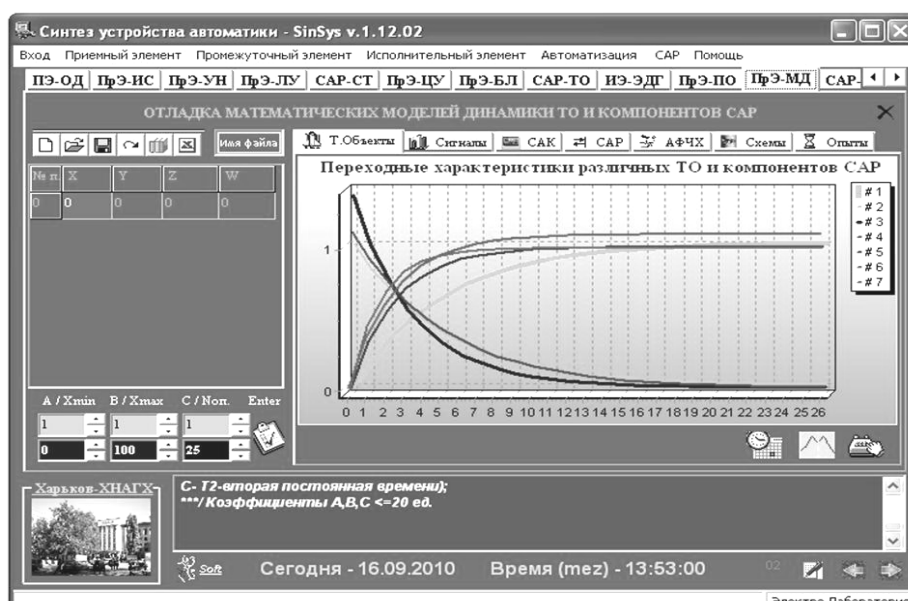 Синтез устройства автоматики - SinSys v.1.12.02
Вход Приемный элемент Промежуточный элемент Исполнительный элемент Автоматизация САР Помощь
ПЭ-ОД ПрЭ-ИС ПрЭ-УН ПрЭ-ЛУ САР-СТ ПрЭ-ЦУ ПрЭ-БЛ САР-ТО ИЭ-ЭДГ ПрЭ-ПО ПрЭ-МД САР-
ОТЛАДКА МАТЕМАТИЧЕСКИХ МОДЕЛЕЙ ДИНАМИКИ ТО И КОМПОНЕНТОВ САР
Имя файла
Т.Объекты Сигналы САК САР АФЧХ Схемы Опыты
№ п. X Y Z W
0 0 0 0 0
Переходные характеристики различных ТО и компонентов САР
# 1
# 2
# 3
# 4
# 5
# 6
# 7
1
0
0 1 2 3 4 5 6 7 8 9 10 11 12 13 14 15 16 17 18 19 20 21 22 23 24 25 26
A / Xmin B / Xmax C / Nоп. Enter
1 1 1
0 100 25
Харьков-ХНАГХ
С- Т2-вторая постоянная времени);
***/ Коэффициенты А,В,С <=20 ед.
Soft
Сегодня - 16.09.2010 Время (mez) - 13:53:00
02